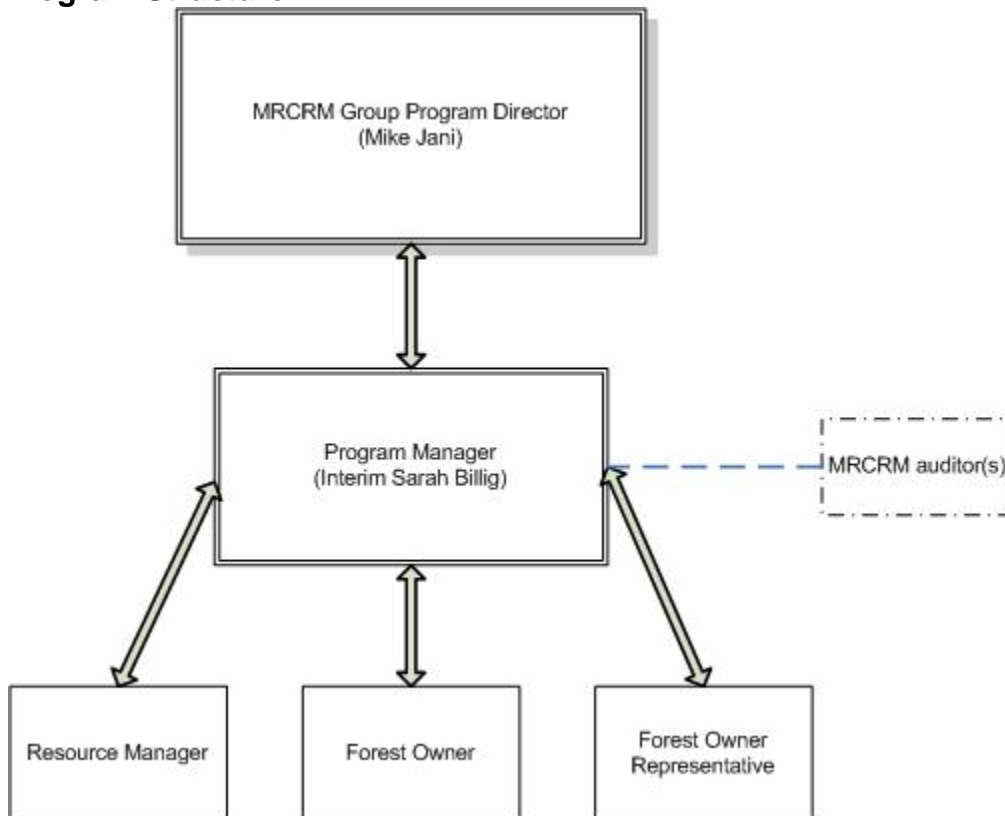 MRCRM Group Program Director
(Mike Jani)
Program Manager
(Interim Sarah Billig)
MRCRM auditor(s)
Resource Manager
Forest Owner
Forest Owner
Representative